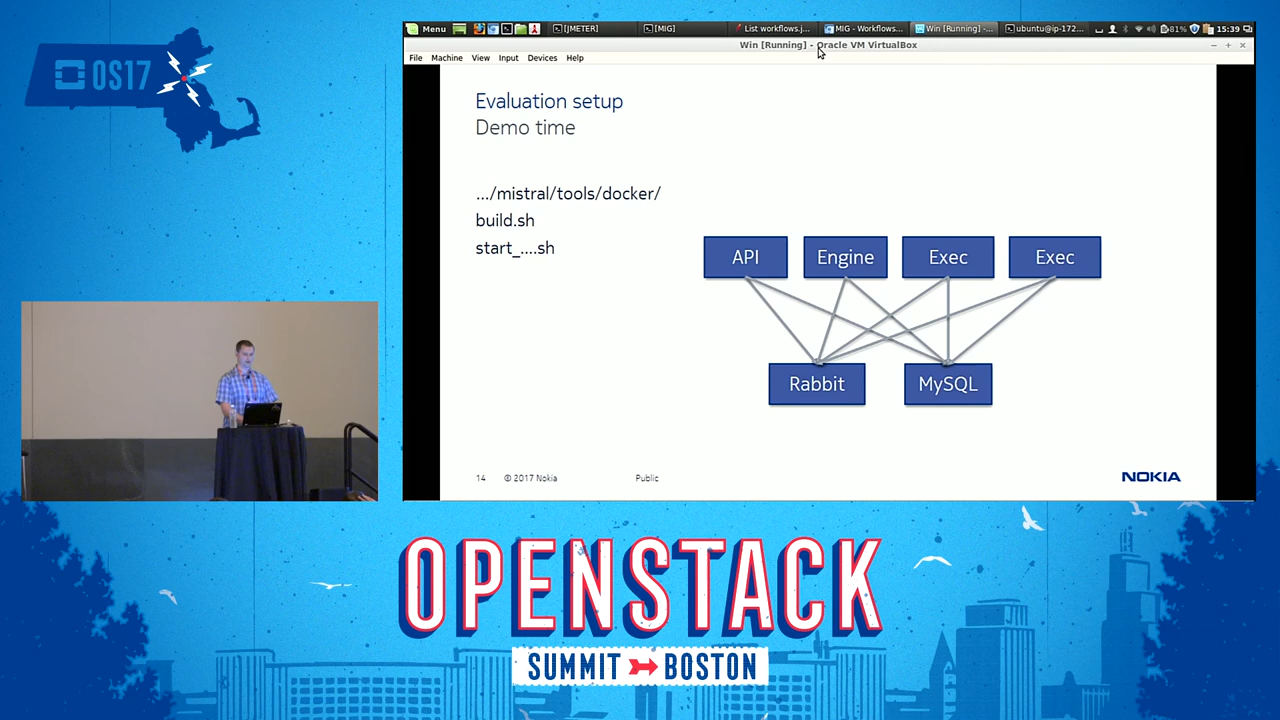 OS17
Menu
[JMETER]
[MIG]
List workflows.j...
MIG - Workflows...
Win [Running] -...
ubuntu@ip-172...
81%
15:39
Win [Running] - Oracle VM VirtualBox
File Machine View Input Devices Help
Evaluation setup
Demo time
.../mistral/tools/docker/
build.sh
start_....sh
API
Engine
Exec
Exec
Rabbit
MySQL
14 © 2017 Nokia Public
NOKIA
OPENSTACK
SUMMIT BOSTON